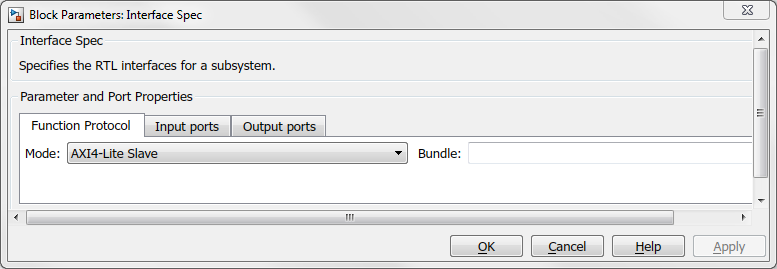 Block Parameters: Interface Spec
Interface Spec
Specifies the RTL interfaces for a subsystem.
Parameter and Port Properties
Function Protocol Input ports Output ports
Mode: AXI4-Lite Slave Bundle:
OK Cancel Help Apply